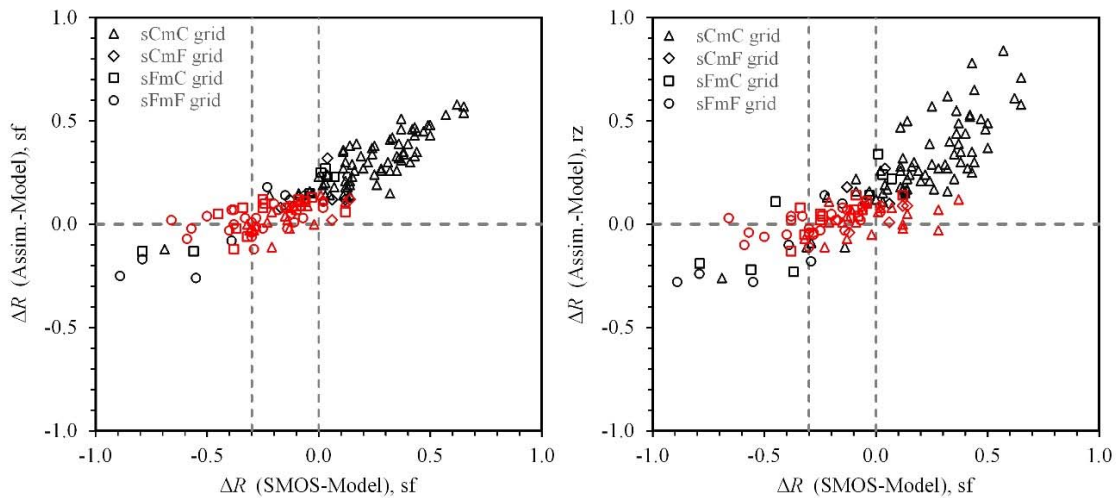 1.0
0.5
0.0
-0.5
-1.0
ΔR (Assim.-Model), sf
sCmC grid
sCmF grid
sFmC grid
sFmF grid
-1.0 -0.5 0.0 0.5 1.0
ΔR (SMOS-Model), sf
1.0
0.5
0.0
-0.5
-1.0
ΔR (Assim.-Model), rz
sCmC grid
sCmF grid
sFmC grid
sFmF grid
-1.0 -0.5 0.0 0.5 1.0
ΔR (SMOS-Model), sf